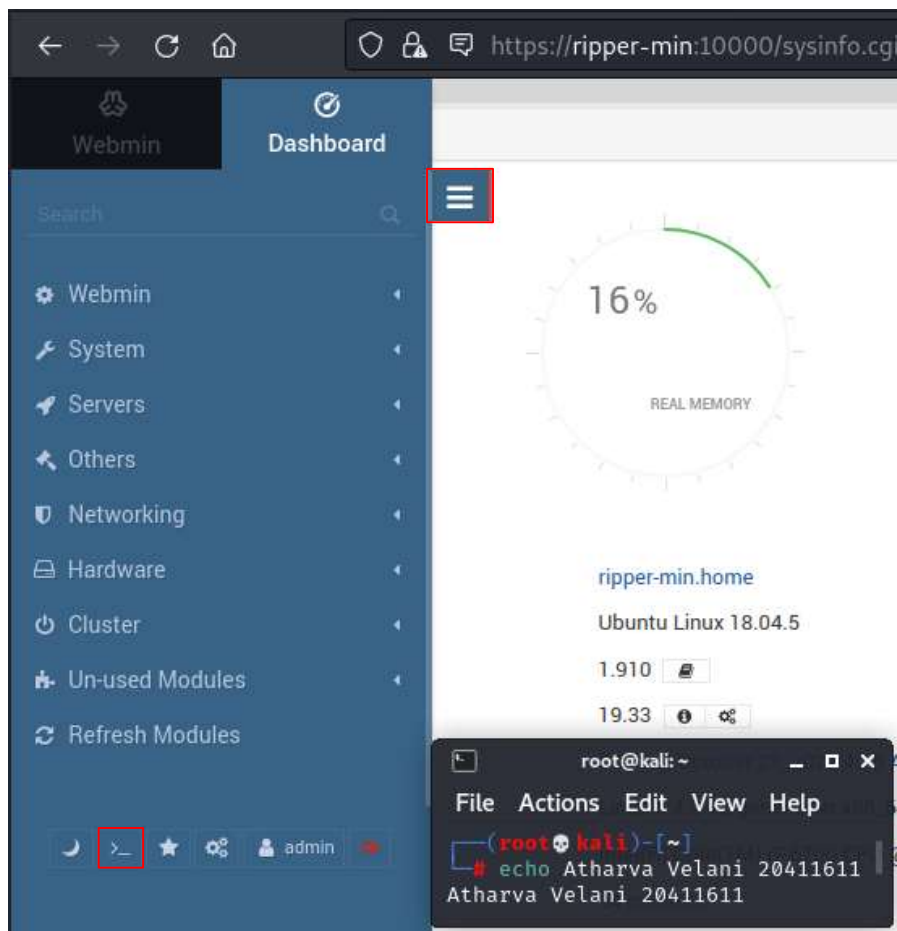 https://ripper-min:10000/sysinfo.cgi
Webmin
Dashboard
Search
Webmin
System
Servers
Others
Networking
Hardware
Cluster
Un-used Modules
Refresh Modules
admin
16%
REAL MEMORY
ripper-min.home
Ubuntu Linux 18.04.5
1.910
19.33
root@kali: ~
File Actions Edit View Help
(root💀kali)-[~]
# echo Atharva Velani 20411611
Atharva Velani 20411611